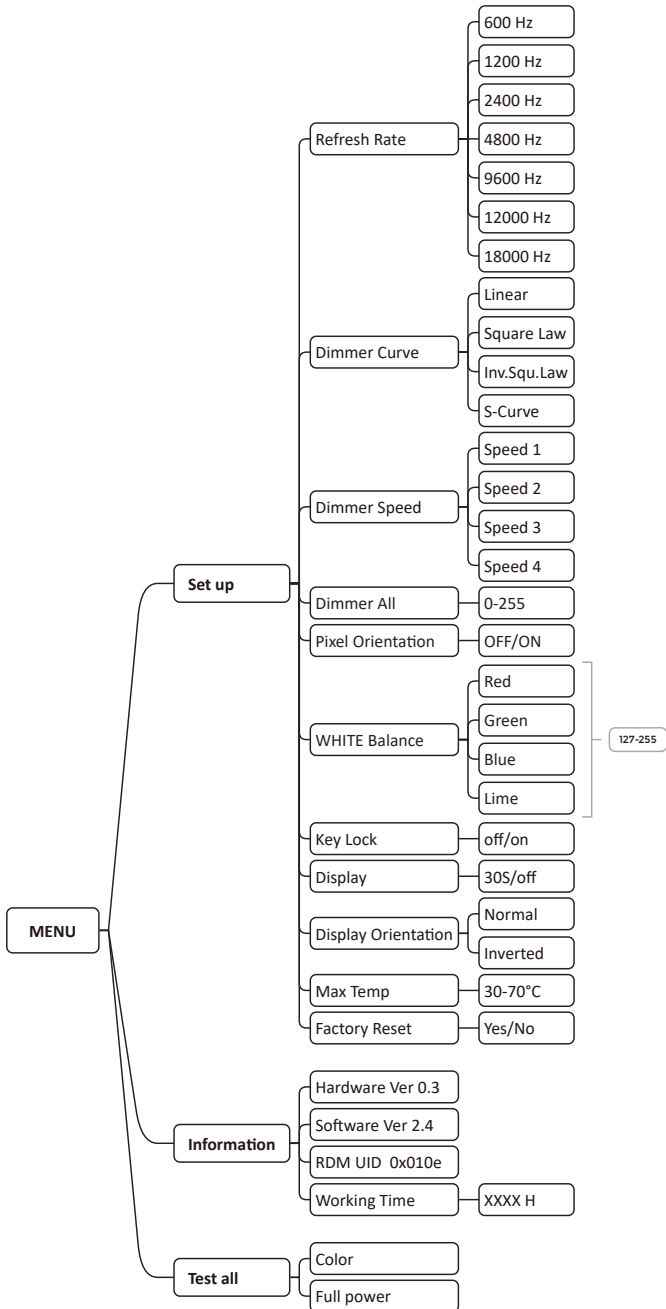 600 Hz
1200 Hz
2400 Hz
Refresh Rate
4800 Hz
9600 Hz
12000 Hz
18000 Hz
Linear
Square Law
Dimmer Curve
Inv.Squ.Law
S-Curve
Speed 1
Speed 2
Dimmer Speed
Speed 3
Speed 4
Set up
Dimmer All
0-255
Pixel Orientation
OFF/ON
Red
Green
WHITE Balance
127-255
Blue
Lime
Key Lock
off/on
Display
30S/off
Normal
MENU
Display Orientation
Inverted
Max Temp
30-70°C
Factory Reset
Yes/No
Hardware Ver 0.3
Software Ver 2.4
Information
RDM UID 0x010e
Working Time
XXXX H
Color
Test all
Full power